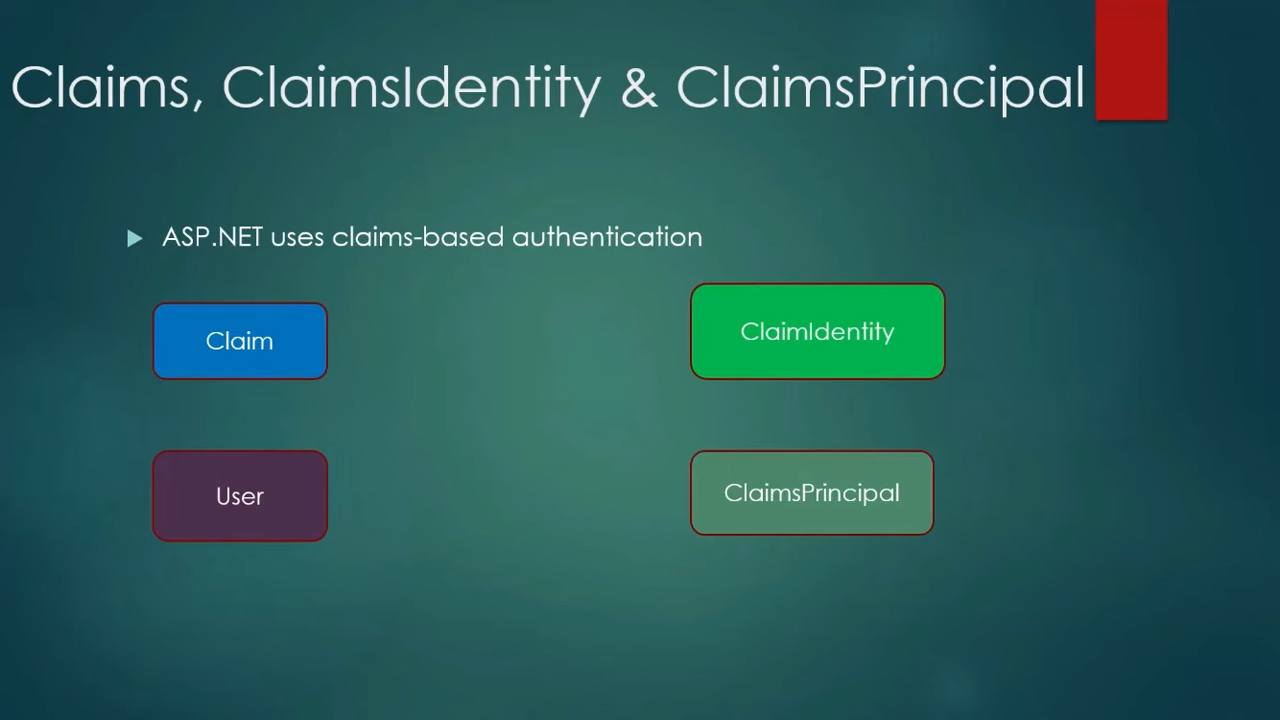 Claims, ClaimsIdentity & ClaimsPrincipal
ASP.NET uses claims-based authentication
Claim
ClaimIdentity
User
ClaimsPrincipal